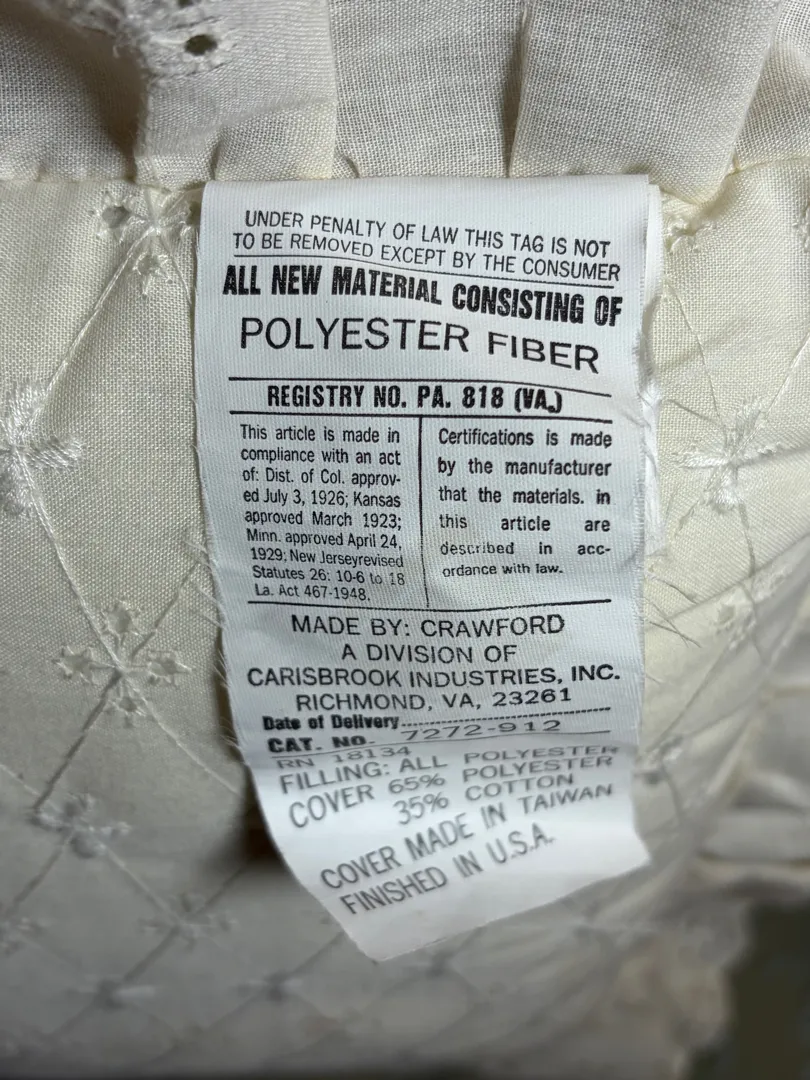 UNDER PENALTY OF LAW THIS TAG IS NOT
TO BE REMOVED EXCEPT BY THE CONSUMER
ALL NEW MATERIAL CONSISTING OF
POLYESTER FIBER
REGISTRY NO. PA. 818 (VA.)
This article is made in
compliance with an act
of: Dist. of Col. approv-
ed July 3, 1926; Kansas
approved March 1923;
Minn. approved April 24,
1929; New Jerseyrevised
Statutes 26: 10-6 to 18
La. Act 467-1948.
Certifications is made
by the manufacturer
that the materials. in
this article are
described in acc-
ordance with law.
MADE BY: CRAWFORD
A DIVISION OF
CARISBROOK INDUSTRIES, INC.
RICHMOND, VA, 23261
Date of Delivery
CAT. NO. 7272-912
RN 18134
FILLING: ALL POLYESTER
COVER 65% POLYESTER
35% COTTON
COVER MADE IN TAIWAN
FINISHED IN U.S.A.